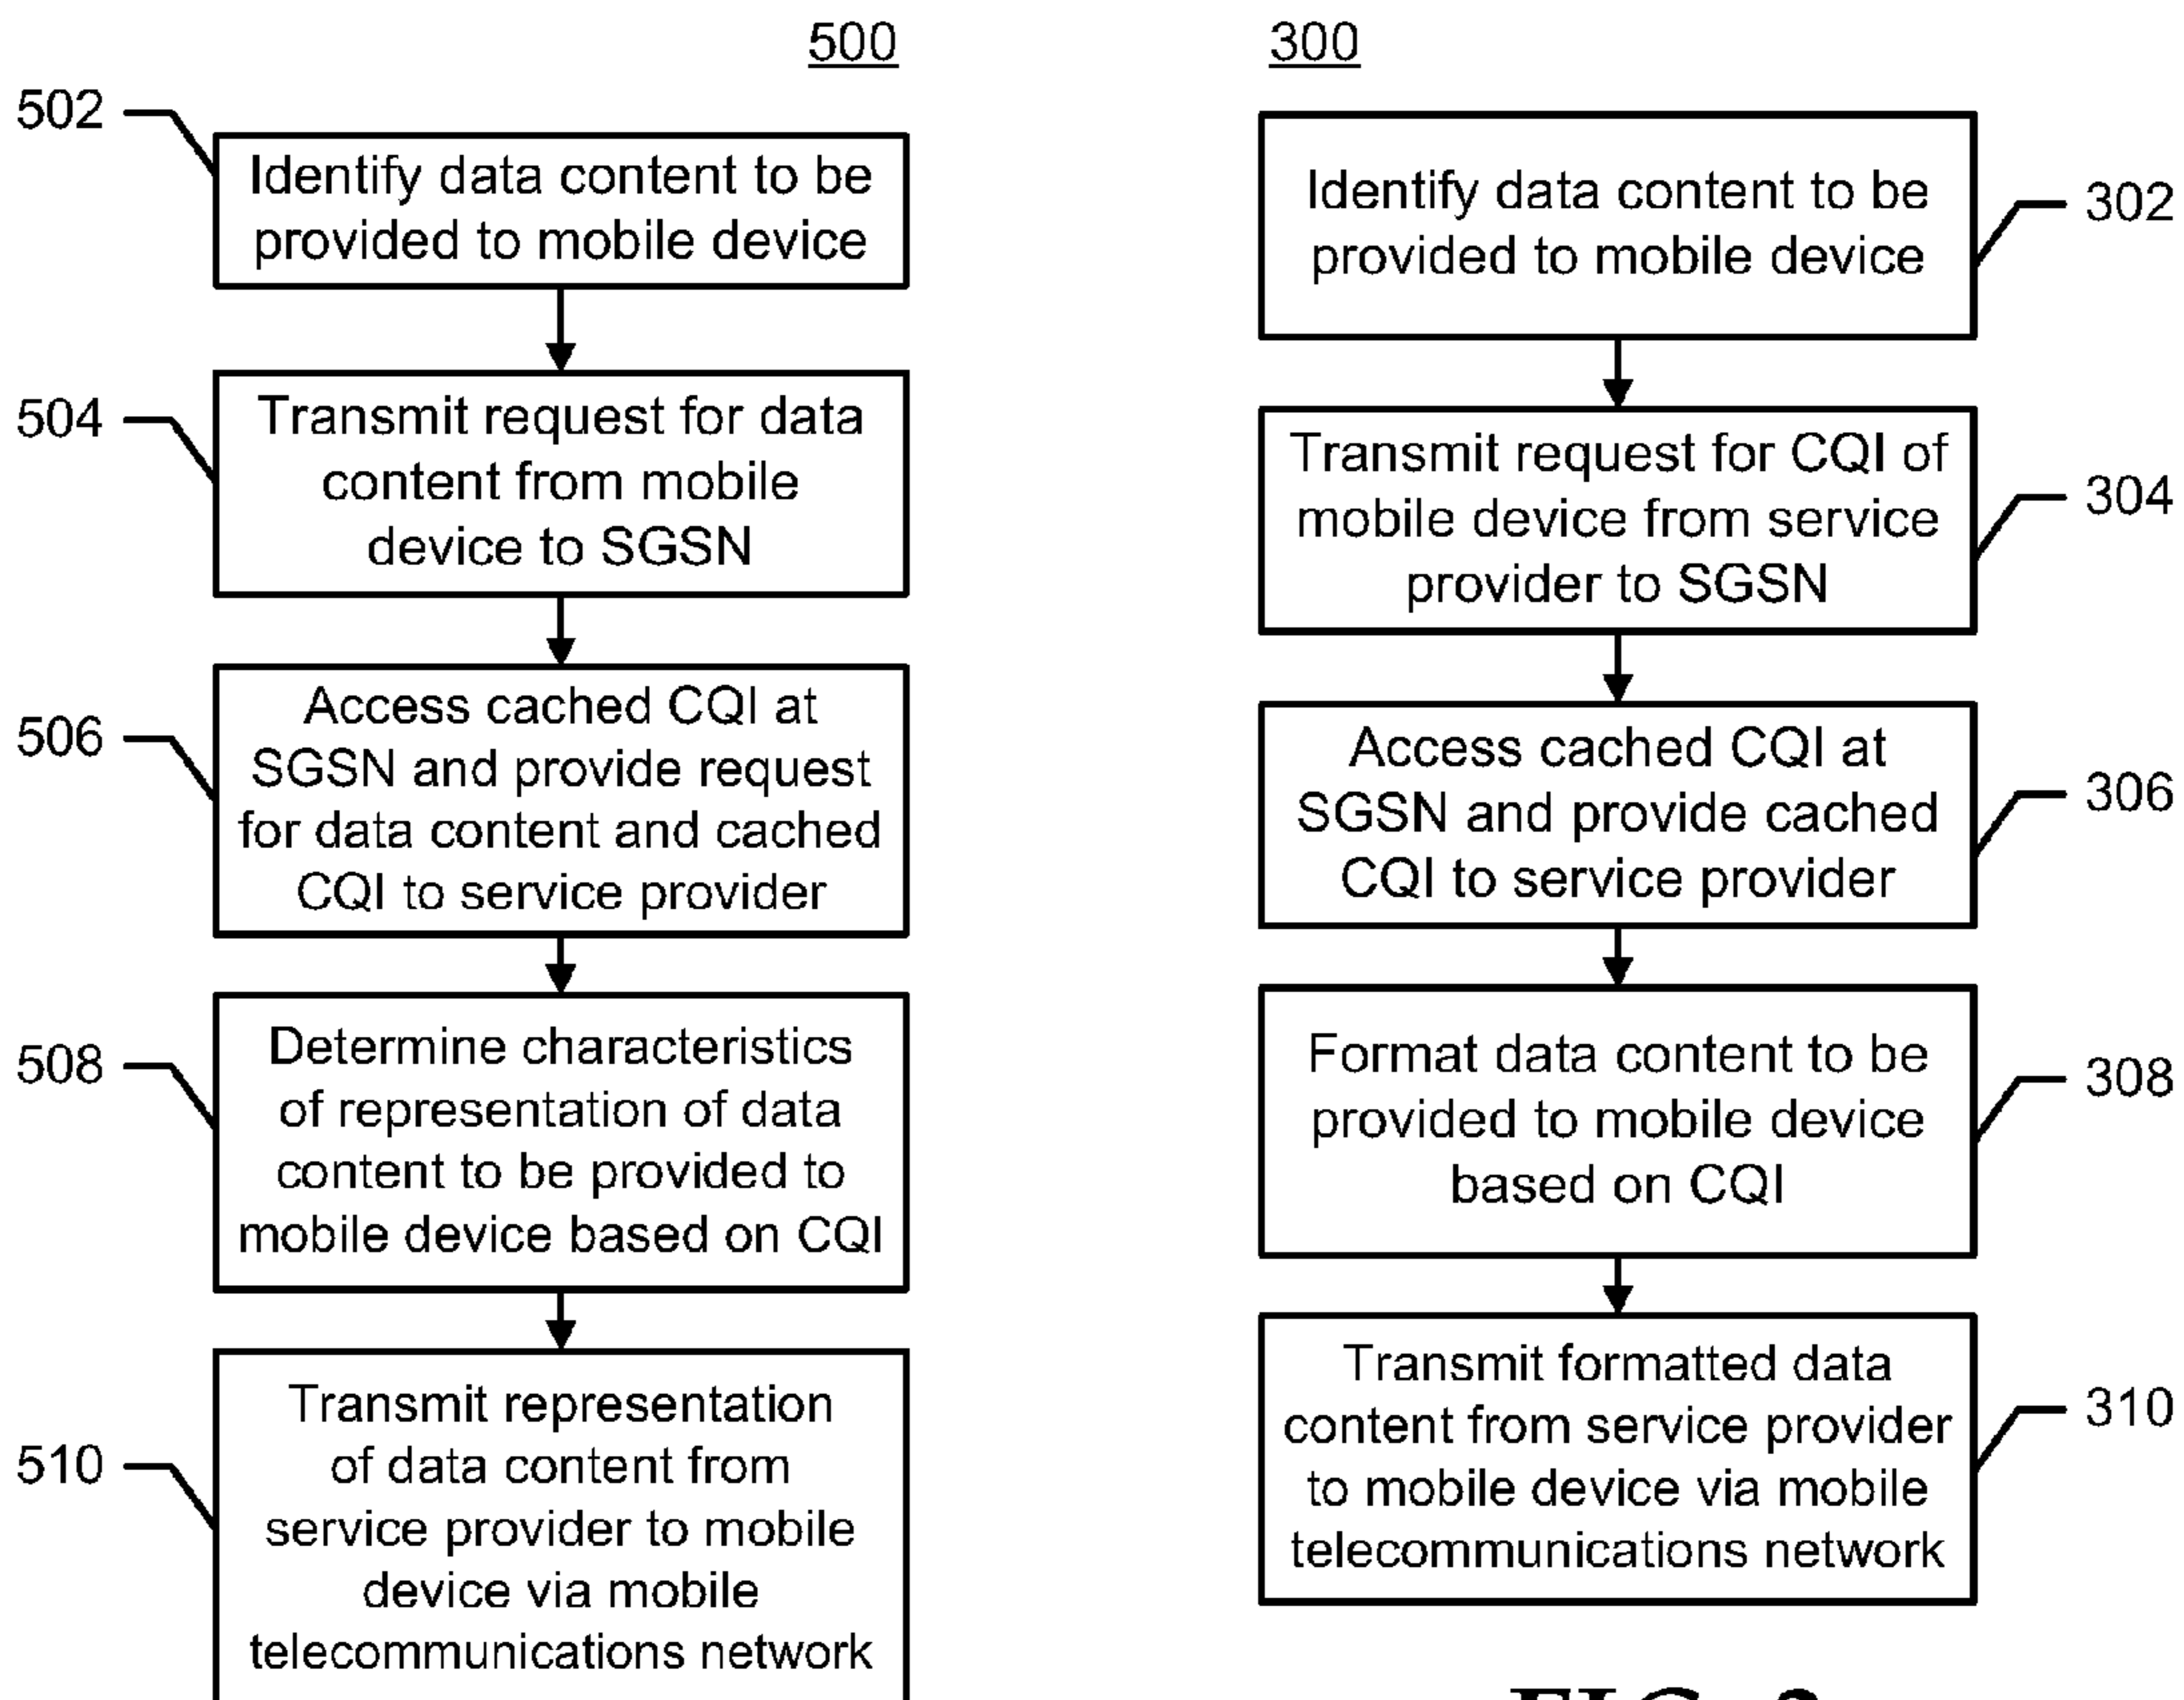 500
502
Identify data content to be
provided to mobile device
504
Transmit request for data
content from mobile
device to SGSN
506
Access cached CQI at
SGSN and provide request
for data content and cached
CQI to service provider
508
Determine characteristics
of representation of data
content to be provided to
mobile device based on CQI
510
Transmit representation
of data content from
service provider to mobile
device via mobile
telecommunications network
300
Identify data content to be
provided to mobile device
302
Transmit request for CQI of
mobile device from service
provider to SGSN
304
Access cached CQI at
SGSN and provide cached
CQI to service provider
306
Format data content to be
provided to mobile device
based on CQI
308
Transmit formatted data
content from service provider
to mobile device via mobile
telecommunications network
310